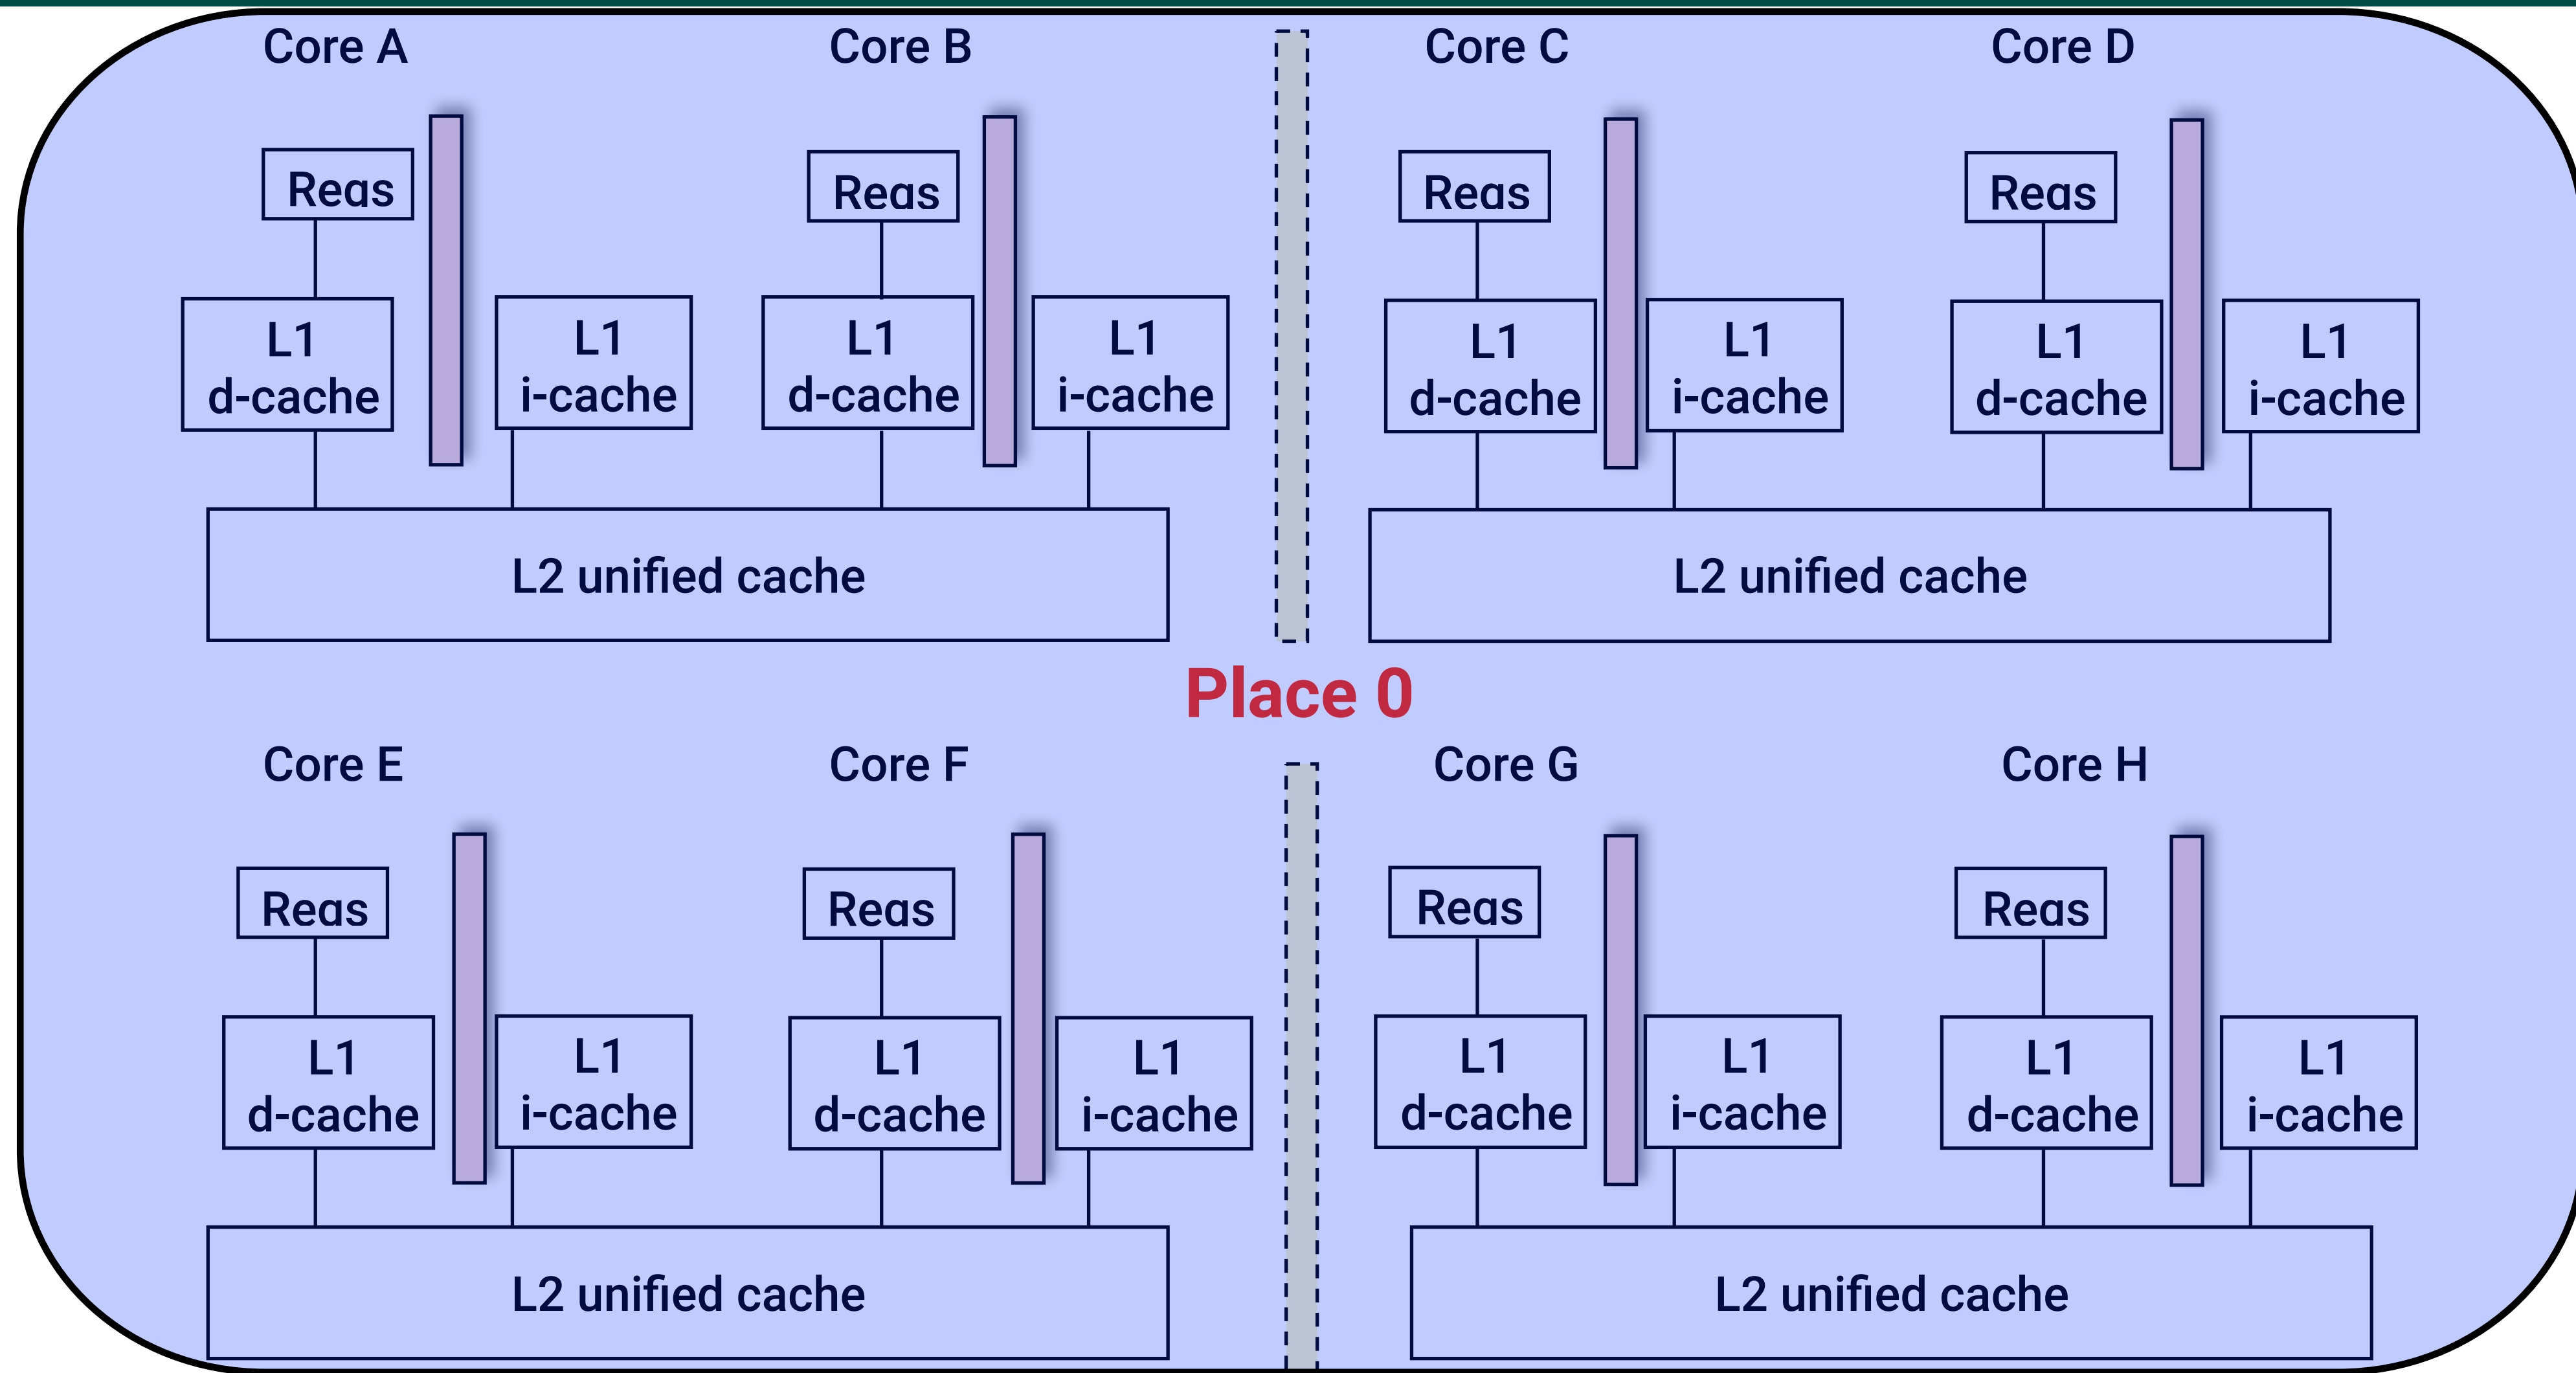 Core A
Core B
Core C
Core D
Regs
Regs
Regs
Regs
L1
d-cache
L1
i-cache
L1
d-cache
L1
i-cache
L1
d-cache
L1
i-cache
L1
d-cache
L1
i-cache
L2 unified cache
L2 unified cache
Place 0
Core E
Core F
Core G
Core H
Regs
Regs
Regs
Regs
L1
d-cache
L1
i-cache
L1
d-cache
L1
i-cache
L1
d-cache
L1
i-cache
L1
d-cache
L1
i-cache
L2 unified cache
L2 unified cache